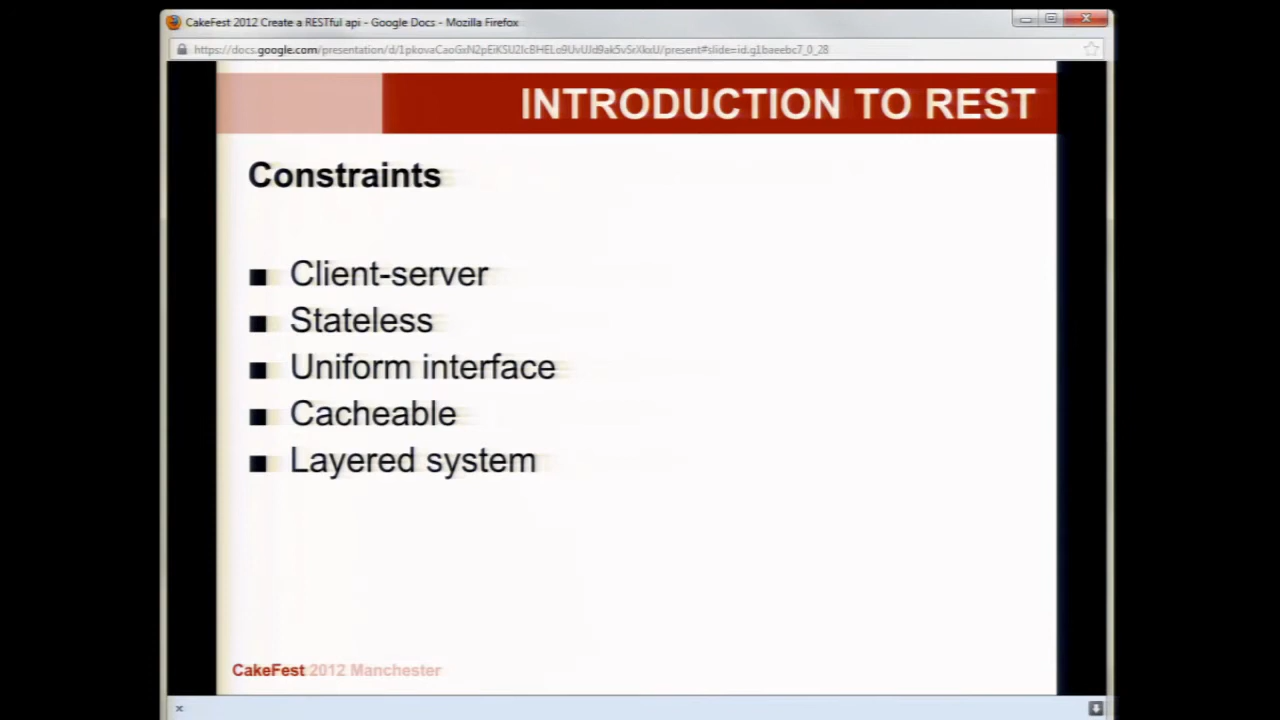 CakeFest 2012 Create a RESTful api - Google Docs - Mozilla Firefox
INTRODUCTION TO REST
Constraints
Client-server
Stateless
Uniform interface
Cacheable
Layered system
CakeFest 2012 Manchester